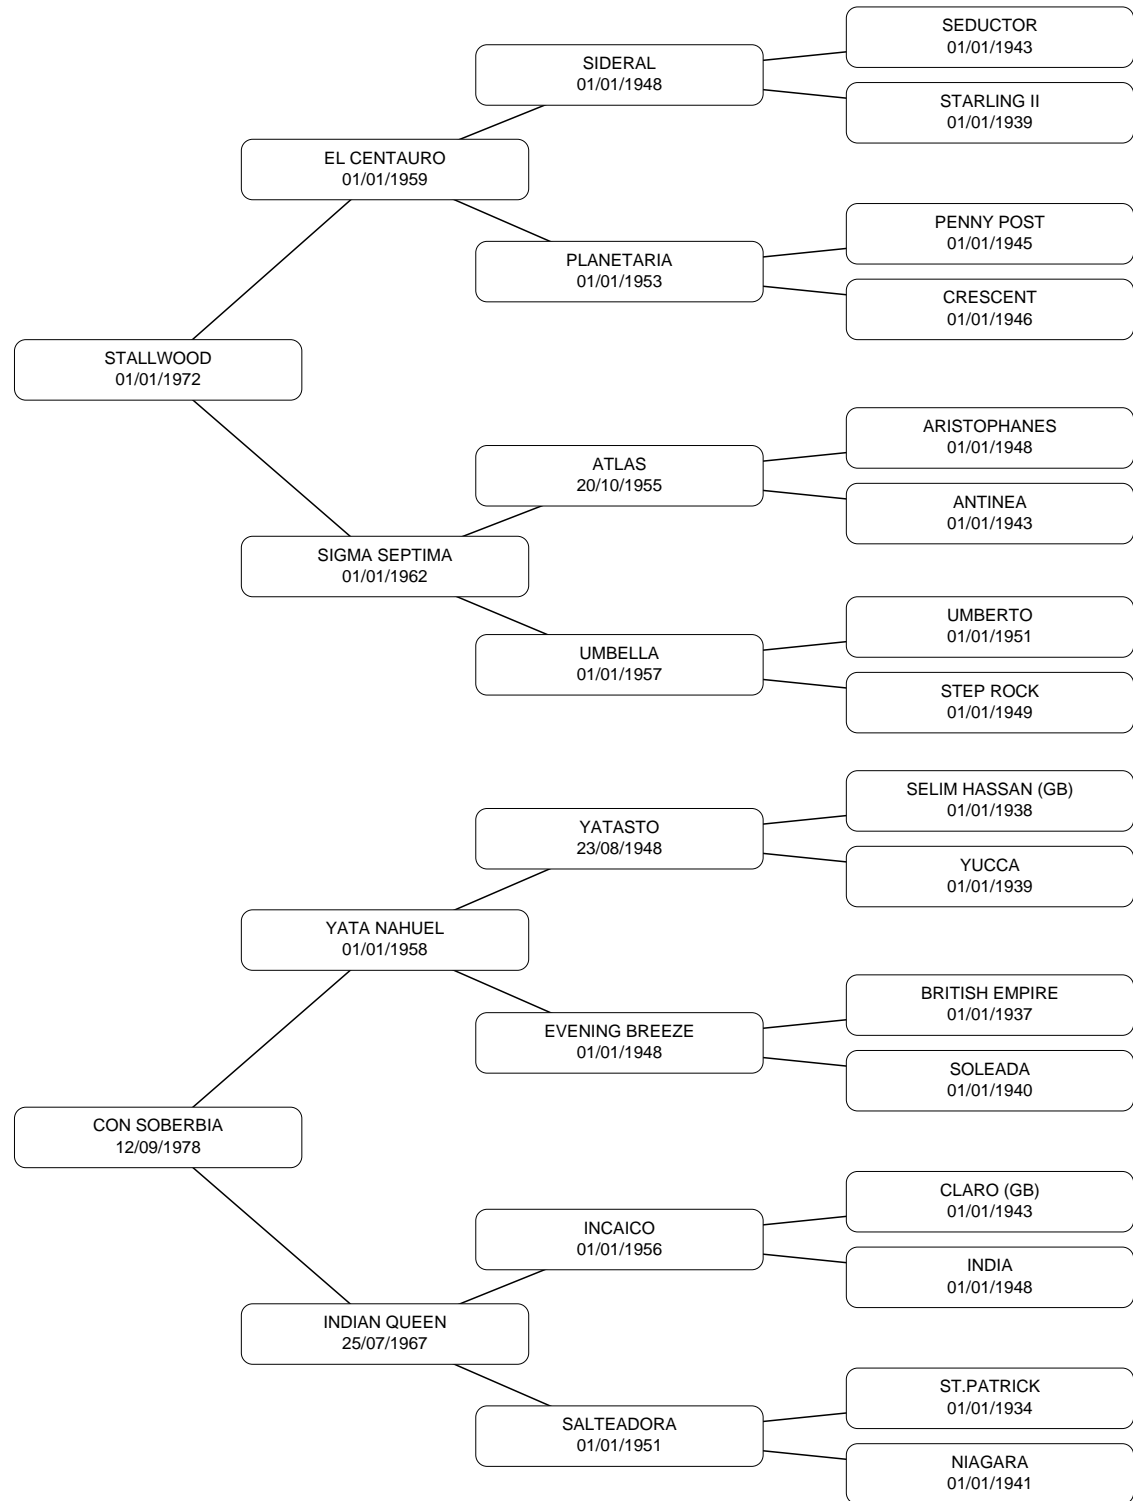 SEDUCTOR
01/01/1943
SIDERAL
01/01/1948
STARLING II
01/01/1939
EL CENTAURO
01/01/1959
PENNY POST
01/01/1945
PLANETARIA
01/01/1953
CRESCENT
01/01/1946
STALLWOOD
01/01/1972
ARISTOPHANES
01/01/1948
ATLAS
20/10/1955
ANTINEA
01/01/1943
SIGMA SEPTIMA
01/01/1962
UMBERTO
01/01/1951
UMBELLA
01/01/1957
STEP ROCK
01/01/1949
SELIM HASSAN (GB)
01/01/1938
YATASTO
23/08/1948
YUCCA
01/01/1939
YATA NAHUEL
01/01/1958
BRITISH EMPIRE
01/01/1937
EVENING BREEZE
01/01/1948
SOLEADA
01/01/1940
CON SOBERBIA
12/09/1978
CLARO (GB)
01/01/1943
INCAICO
01/01/1956
INDIA
01/01/1948
INDIAN QUEEN
25/07/1967
ST.PATRICK
01/01/1934
SALTEADORA
01/01/1951
NIAGARA
01/01/1941